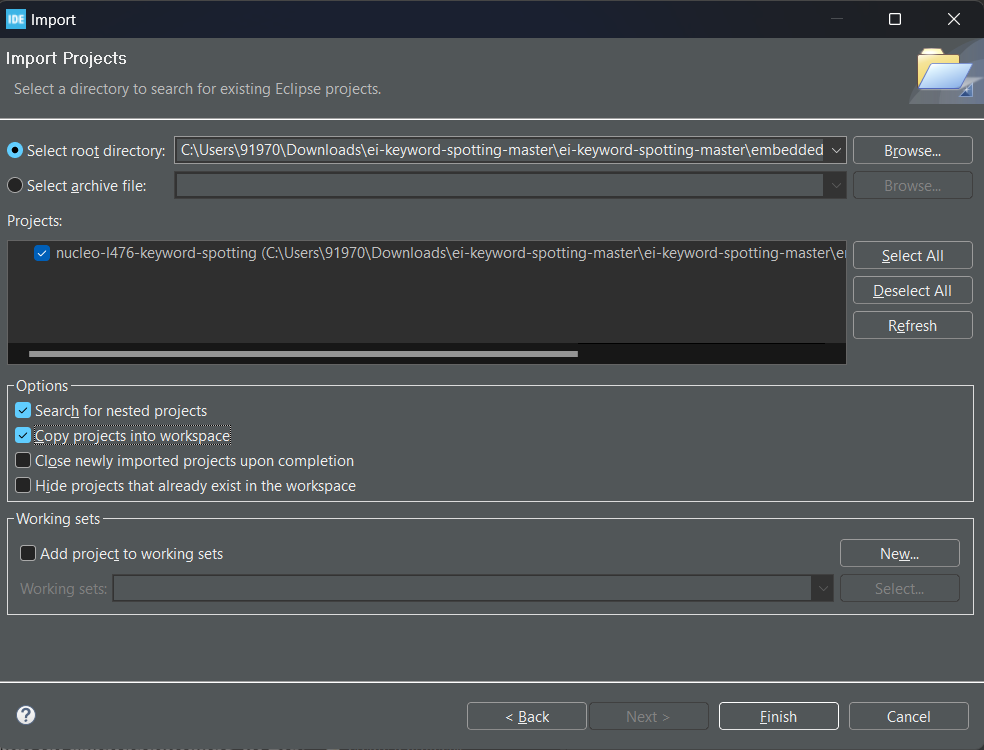 IDE Import
Import Projects
Select a directory to search for existing Eclipse projects.
Select root directory: C:\Users\91970\Downloads\ei-keyword-spotting-master\ei-keyword-spotting-master\embedded Browse...
Select archive file: Browse...
Projects:
nucleo-l476-keyword-spotting (C:\Users\91970\Downloads\ei-keyword-spotting-master\ei-keyword-spotting-master\e
Select All
Deselect All
Refresh
Options
Search for nested projects
Copy projects into workspace
Close newly imported projects upon completion
Hide projects that already exist in the workspace
Working sets
Add project to working sets New...
Working sets: Select...
? < Back Next > Finish Cancel